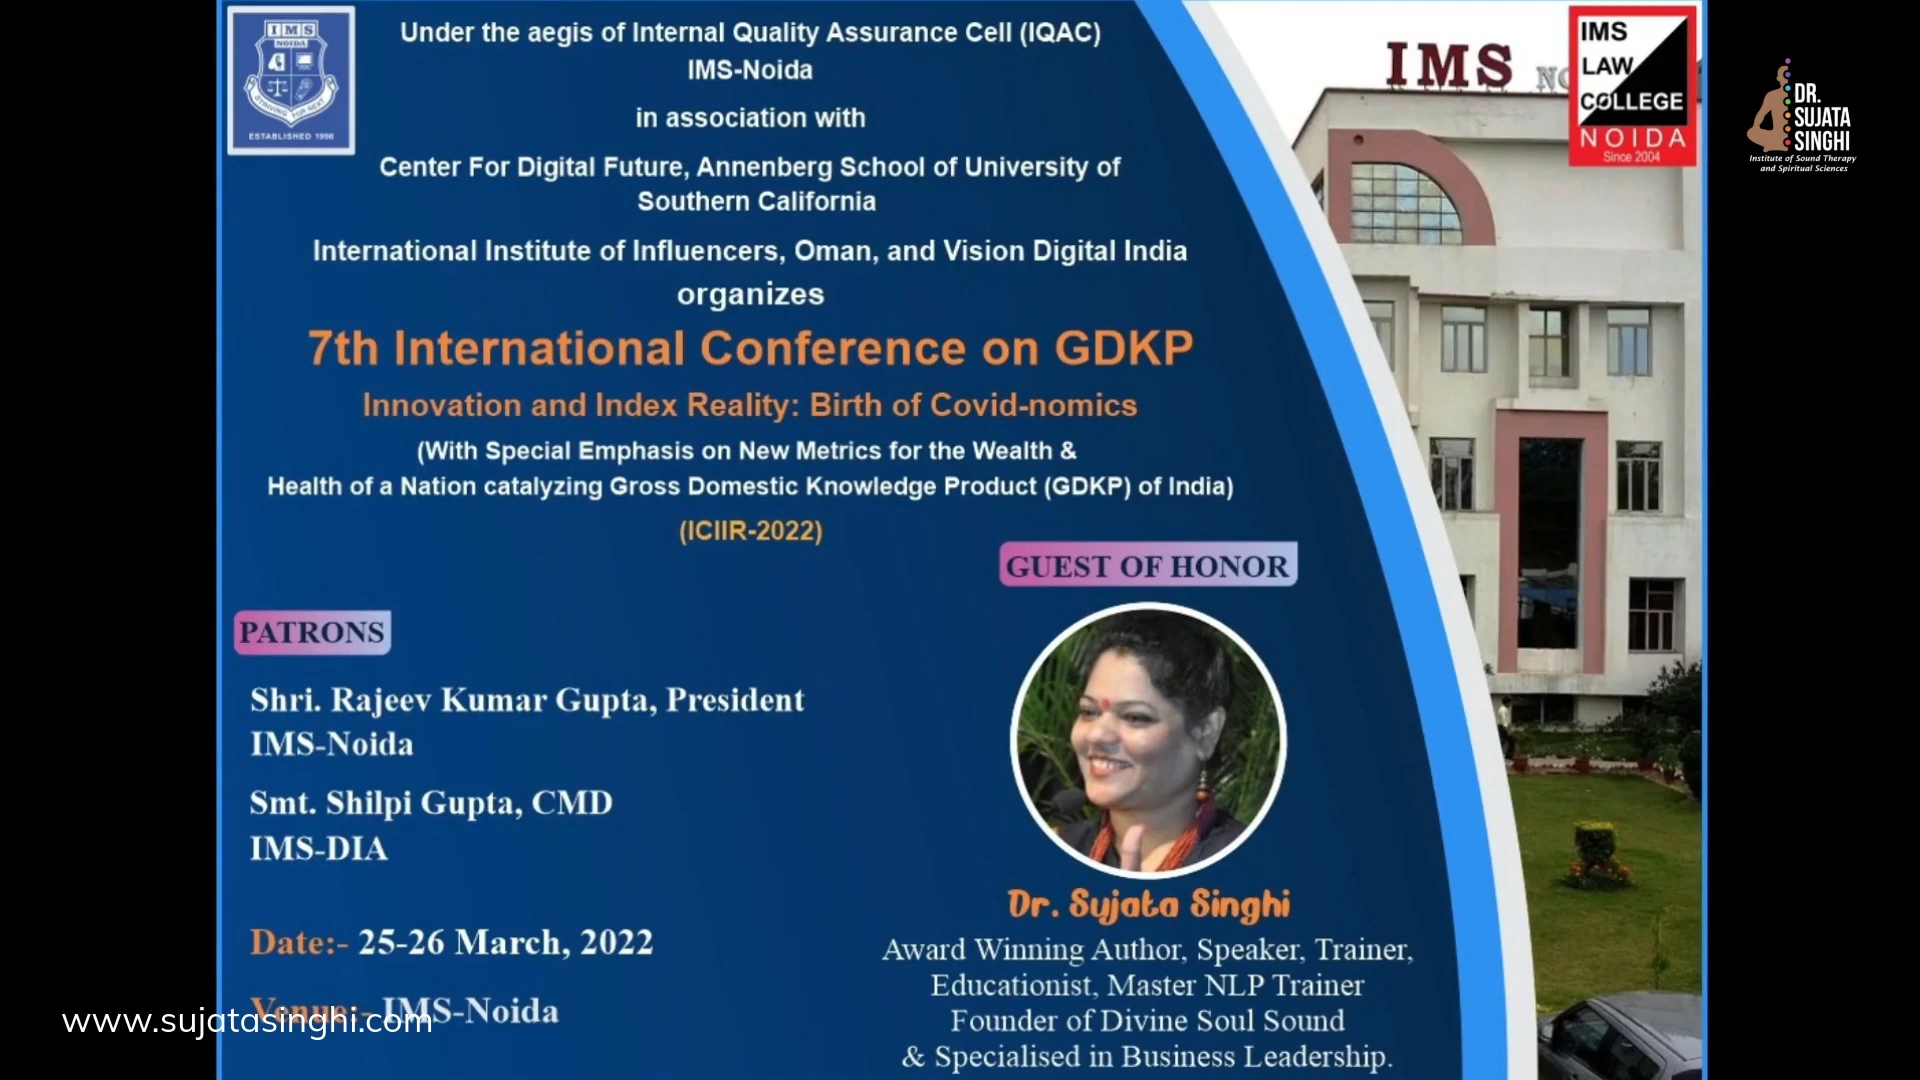 IMS
NOIDA
STRIVING FOR NEXT
ESTABLISHED 1998
Under the aegis of Internal Quality Assurance Cell (IQAC)
IMS-Noida
in association with
Center For Digital Future, Annenberg School of University of
Southern California
International Institute of Influencers, Oman, and Vision Digital India
organizes
7th International Conference on GDKP
Innovation and Index Reality: Birth of Covid-nomics
(With Special Emphasis on New Metrics for the Wealth &
Health of a Nation catalyzing Gross Domestic Knowledge Product (GDKP) of India)
(ICIIR-2022)
IMS NO
IMS
LAW
COLLEGE
NOIDA
Since 2004
DR.
SUJATA
SINGHI
Institute of Sound Therapy
and Spiritual Sciences
PATRONS
Shri. Rajeev Kumar Gupta, President
IMS-Noida
Smt. Shilpi Gupta, CMD
IMS-DIA
Date:- 25-26 March, 2022
Venue:- IMS-Noida
www.sujatasinghi.com
GUEST OF HONOR
Dr. Sujata Singhi
Award Winning Author, Speaker, Trainer,
Educationist, Master NLP Trainer
Founder of Divine Soul Sound
& Specialised in Business Leadership.